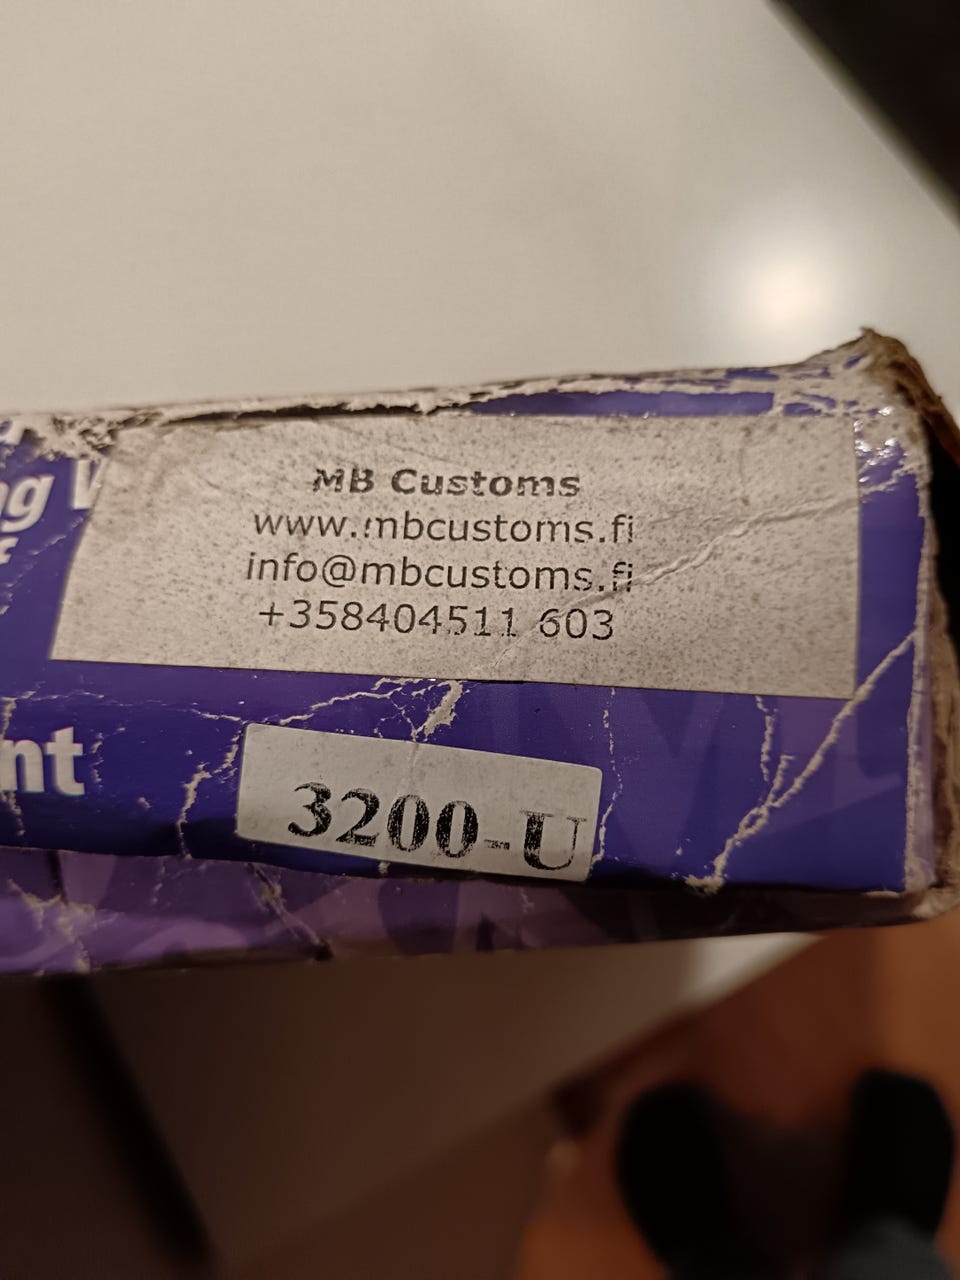 MB Customs
www.mbcustoms.fi
info@mbcustoms.fi
+358404511 603
3200-U